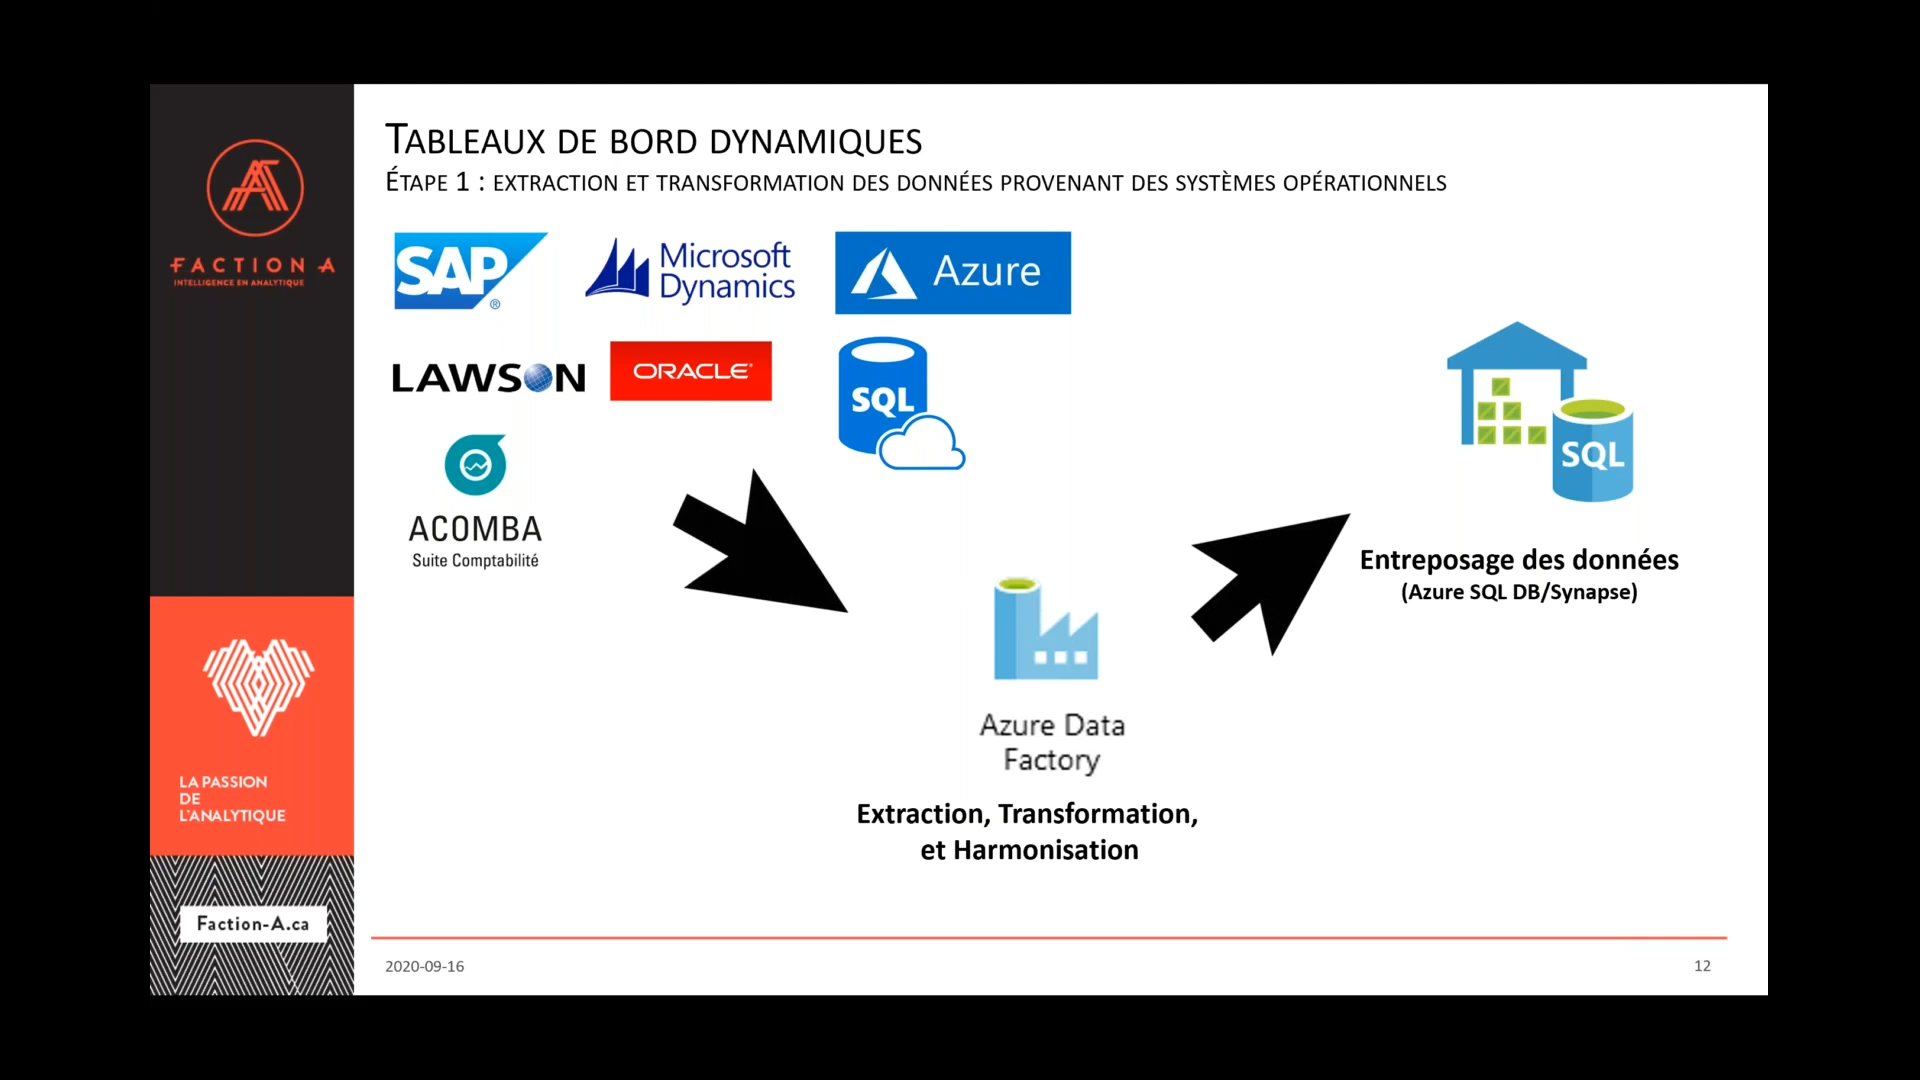 FACTION A
INTELLIGENCE EN ANALYTIQUE
LA PASSION
DE
L'ANALYTIQUE
Faction-A.ca
TABLEAUX DE BORD DYNAMIQUES
ÉTAPE 1 : EXTRACTION ET TRANSFORMATION DES DONNÉES PROVENANT DES SYSTÈMES OPÉRATIONNELS
SAP®
Microsoft
Dynamics
Azure
LAWSON
ORACLE®
SQL
ACOMBA
Suite Comptabilité
Azure Data
Factory
Extraction, Transformation,
et Harmonisation
SQL
Entreposage des données
(Azure SQL DB/Synapse)
2020-09-16
12